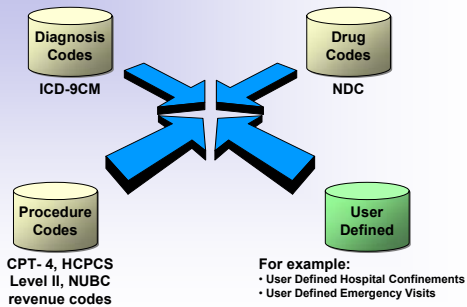 Diagnosis
Codes
ICD-9CM
Drug
Codes
NDC
Procedure
Codes
CPT- 4, HCPCS
Level II, NUBC
revenue codes
User
Defined
For example:
• User Defined Hospital Confinements
• User Defined Emergency Visits